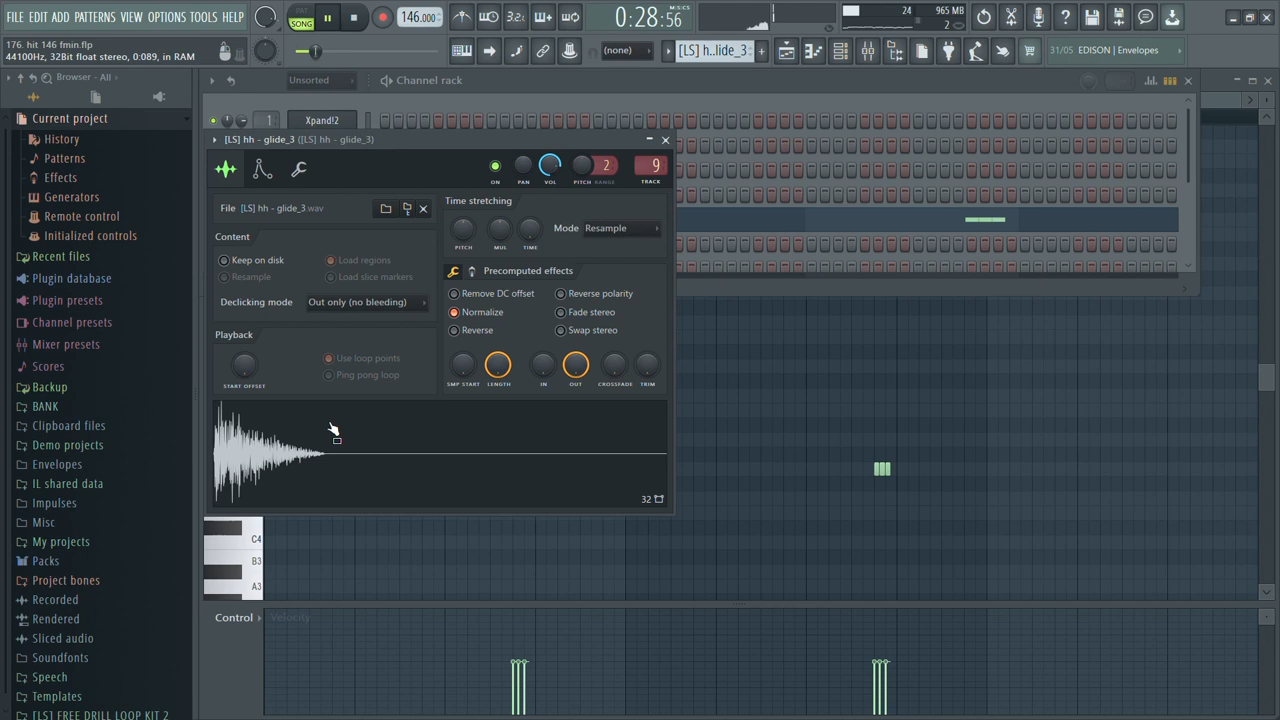 FILE EDIT ADD PATTERNS VIEW OPTIONS TOOLS HELP
PAT
SONG
146.000
3.2
0:28:56
M:S:CS
24
965 MB
2
176. hit 146 fmin.flp
44100Hz, 32Bit float stereo, 0:089, in RAM
(none)
[LS] h..lide_3
31/05 EDISON | Envelopes
Browser - All
Unsorted
Channel rack
Current project
History
Patterns
Effects
Generators
Remote control
Initialized controls
Recent files
Plugin database
Plugin presets
Channel presets
Mixer presets
Scores
Backup
BANK
Clipboard files
Demo projects
Envelopes
IL shared data
Impulses
Misc
My projects
Packs
Project bones
Recorded
Rendered
Sliced audio
Soundfonts
Speech
Templates
[LS] FREE DRILL LOOP KIT 2
1
Xpand!2
[LS] hh - glide_3 ([LS] hh - glide_3)
ON
PAN
VOL
PITCH
RANGE
2
9
TRACK
File
[LS] hh - glide_3.wav
Content
Keep on disk
Load regions
Resample
Load slice markers
Declicking mode
Out only (no bleeding)
Playback
Use loop points
Ping pong loop
START OFFSET
Time stretching
PITCH
MUL
TIME
Mode
Resample
Precomputed effects
Remove DC offset
Reverse polarity
Normalize
Fade stereo
Reverse
Swap stereo
SMP START
LENGTH
IN
OUT
CROSSFADE
TRIM
32
C4
B3
A3
Control
Velocity